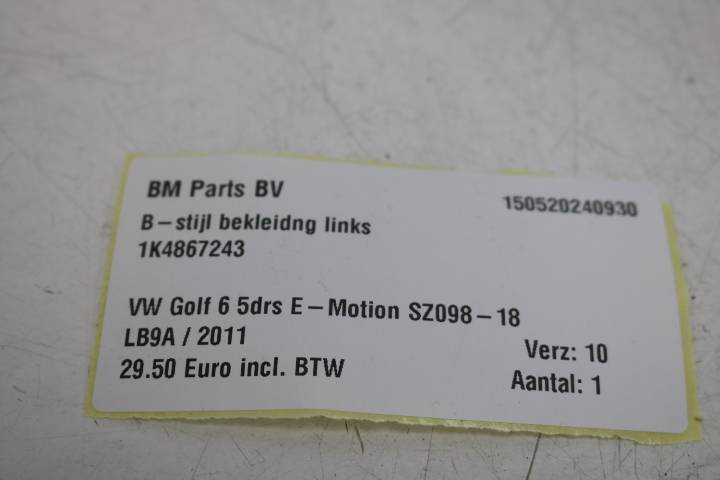 BM Parts BV
150520240930
B-stijl bekleidng links
1K4867243
VW Golf 6 5drs E-Motion SZ098-18
LB9A / 2011
Verz: 10
29.50 Euro incl. BTW
Aantal: 1